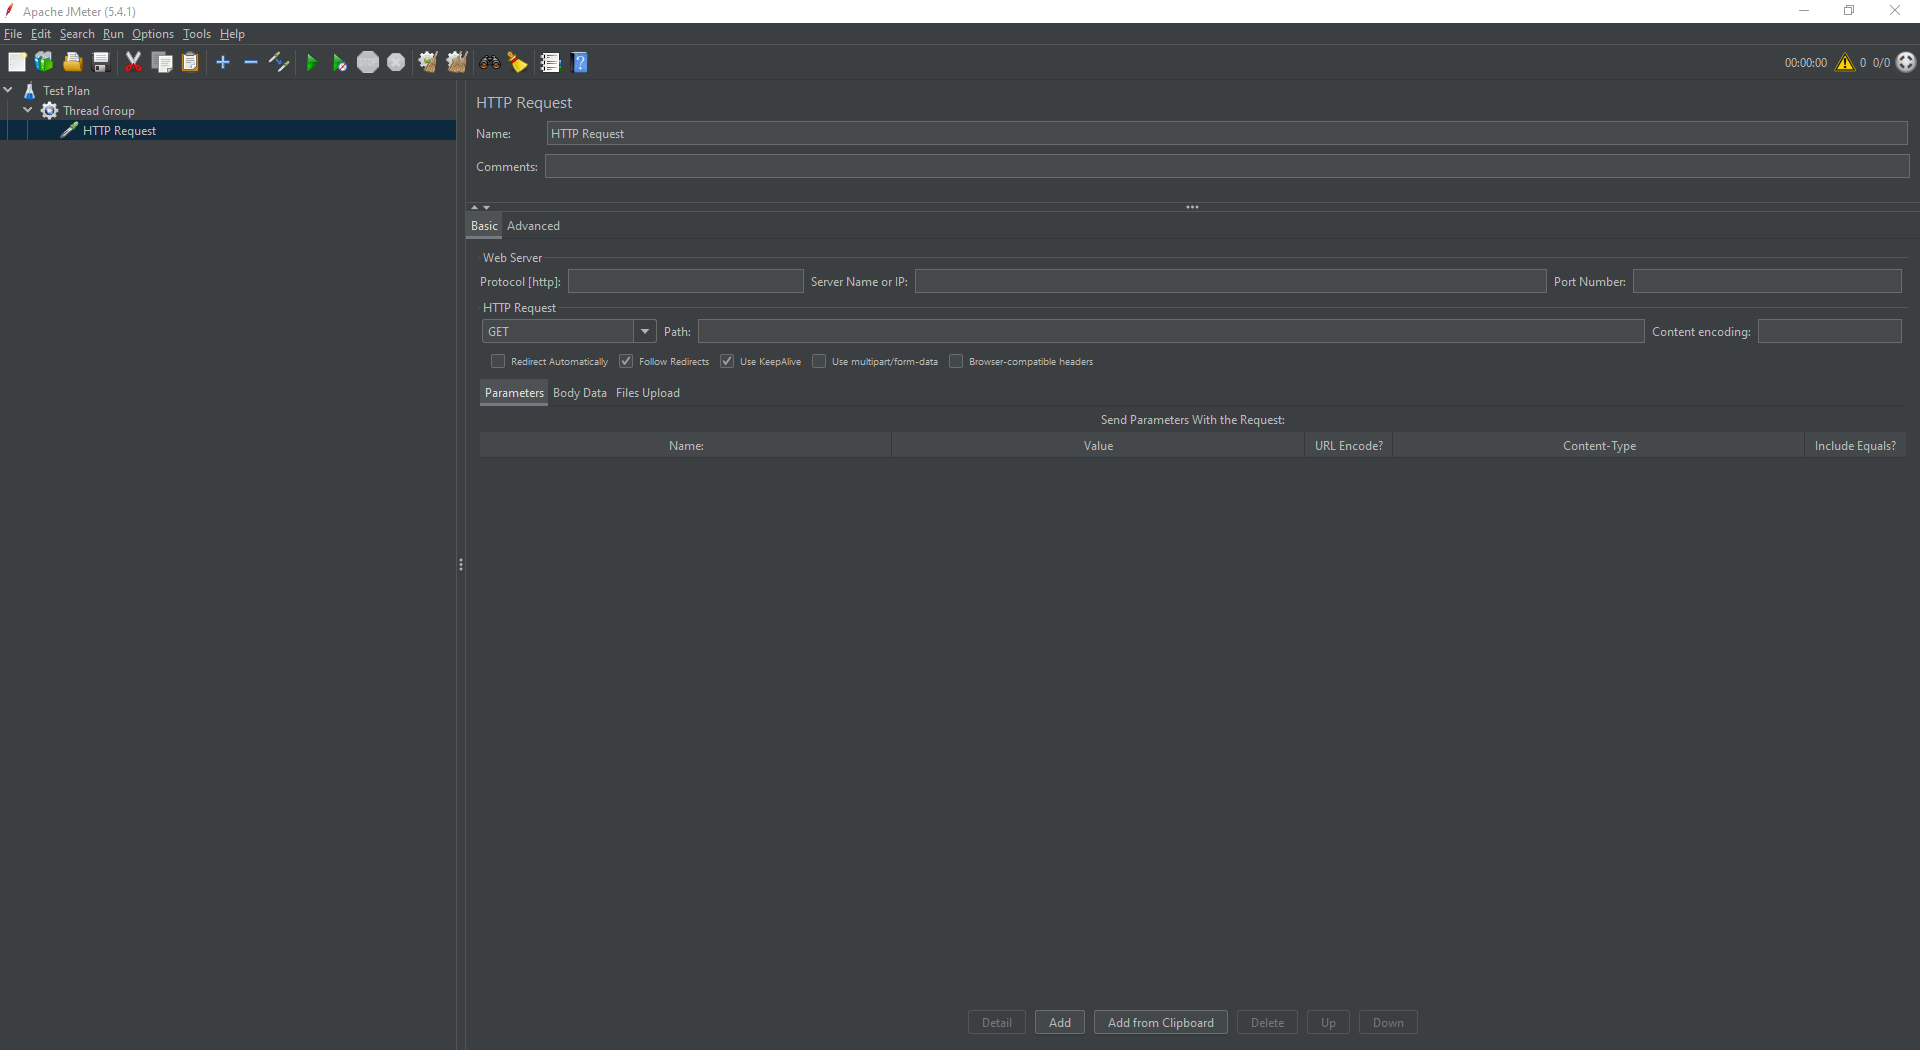 Apache JMeter (5.4.1)
File Edit Search Run Options Tools Help
00:00:00 0 0/0
Test Plan
Thread Group
HTTP Request
HTTP Request
Name: HTTP Request
Comments:
Basic Advanced
Web Server
Protocol [http]: Server Name or IP: Port Number:
HTTP Request
GET Path: Content encoding:
Redirect Automatically Follow Redirects Use KeepAlive Use multipart/form-data Browser-compatible headers
Parameters Body Data Files Upload
Send Parameters With the Request:
Name: Value URL Encode? Content-Type Include Equals?
Detail Add Add from Clipboard Delete Up Down